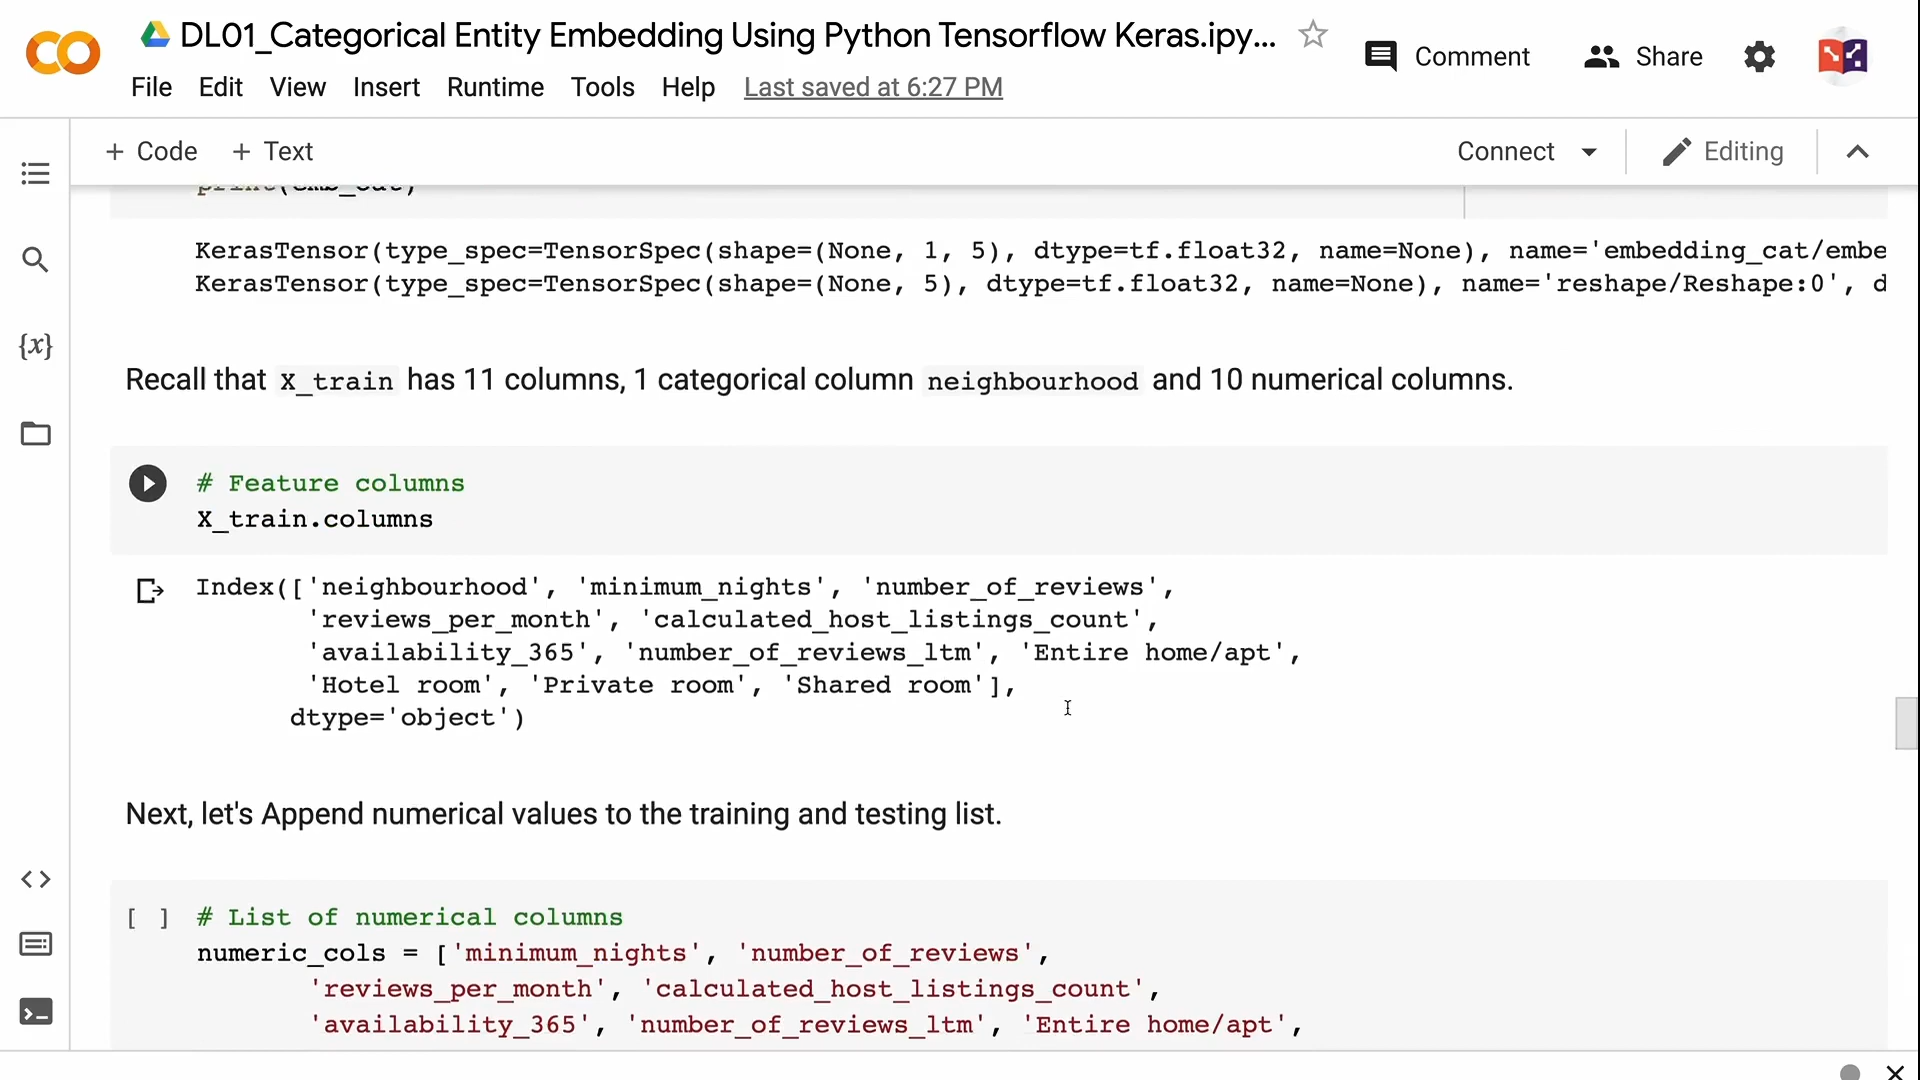 DL01_Categorical Entity Embedding Using Python Tensorflow Keras.ipy...
Comment
Share
File Edit View Insert Runtime Tools Help Last saved at 6:27 PM
+ Code + Text
Connect
Editing
print(emb_cat)
KerasTensor(type_spec=TensorSpec(shape=(None, 1, 5), dtype=tf.float32, name=None), name='embedding_cat/embe
KerasTensor(type_spec=TensorSpec(shape=(None, 5), dtype=tf.float32, name=None), name='reshape/Reshape:0', d
{x}
Recall that X_train has 11 columns, 1 categorical column neighbourhood and 10 numerical columns.
# Feature columns
X_train.columns
Index(['neighbourhood', 'minimum_nights', 'number_of_reviews',
'reviews_per_month', 'calculated_host_listings_count',
'availability_365', 'number_of_reviews_ltm', 'Entire home/apt',
'Hotel room', 'Private room', 'Shared room'],
dtype='object')
Next, let's Append numerical values to the training and testing list.
[ ] # List of numerical columns
numeric_cols = ['minimum_nights', 'number_of_reviews',
'reviews_per_month', 'calculated_host_listings_count',
'availability_365', 'number_of_reviews_ltm', 'Entire home/apt',